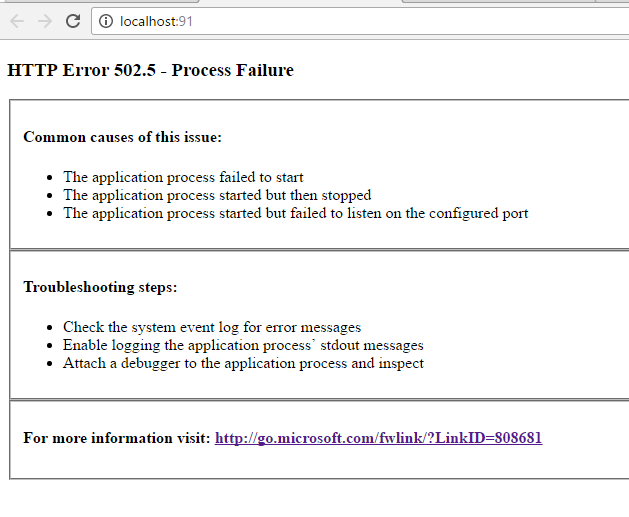 localhost:91
HTTP Error 502.5 - Process Failure
Common causes of this issue:
• The application process failed to start
• The application process started but then stopped
• The application process started but failed to listen on the configured port
Troubleshooting steps:
• Check the system event log for error messages
• Enable logging the application process` stdout messages
• Attach a debugger to the application process and inspect
For more information visit: http://go.microsoft.com/fwlink/?LinkID=808681